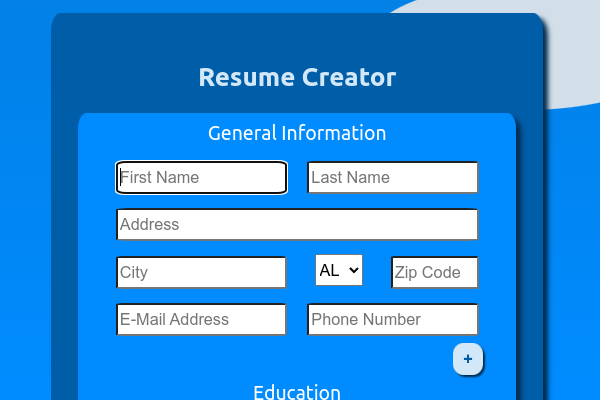 Resume Creator
General Information
First Name Last Name
Address
City AL Zip Code
E-Mail Address Phone Number
+
Education